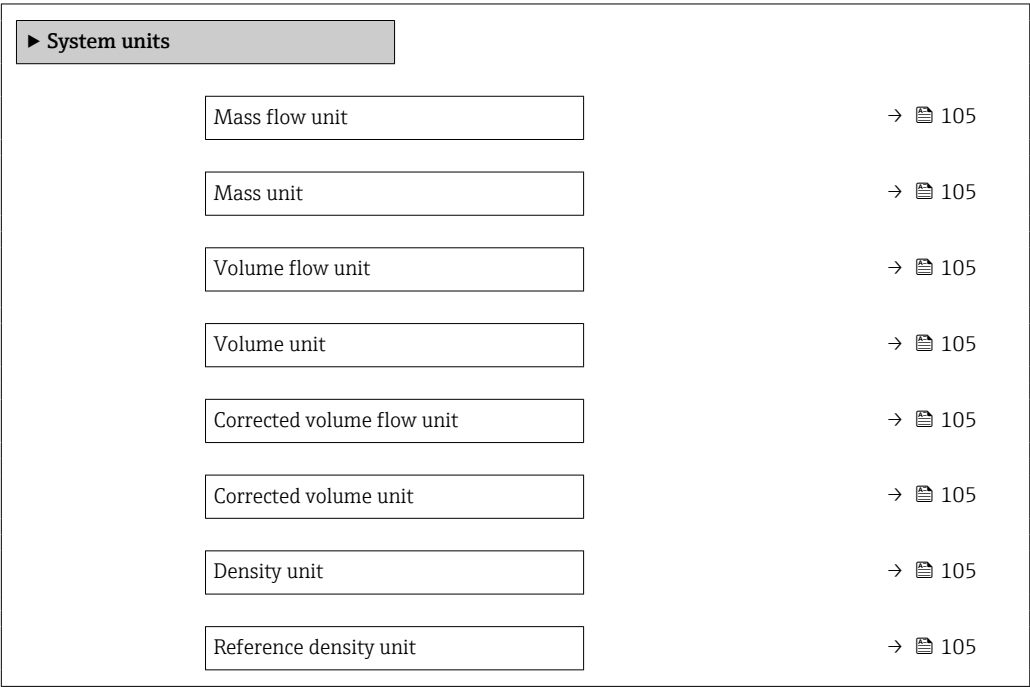 ▶ System units
Mass flow unit → 105
Mass unit → 105
Volume flow unit → 105
Volume unit → 105
Corrected volume flow unit → 105
Corrected volume unit → 105
Density unit → 105
Reference density unit → 105